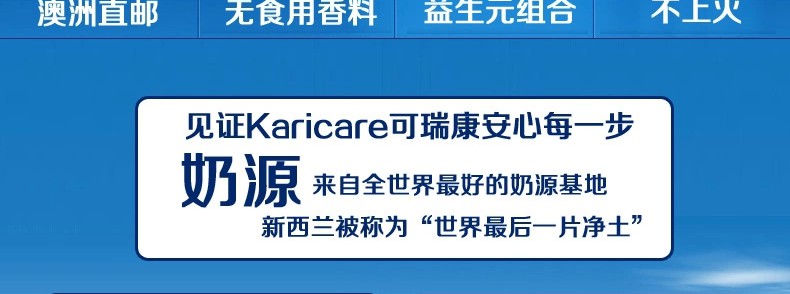 澳洲直邮 无食用香料 益生元组合 不上火
见证Karicare可瑞康安心每一步
奶源 来自全世界最好的奶源基地
新西兰被称为“世界最后一片净土”